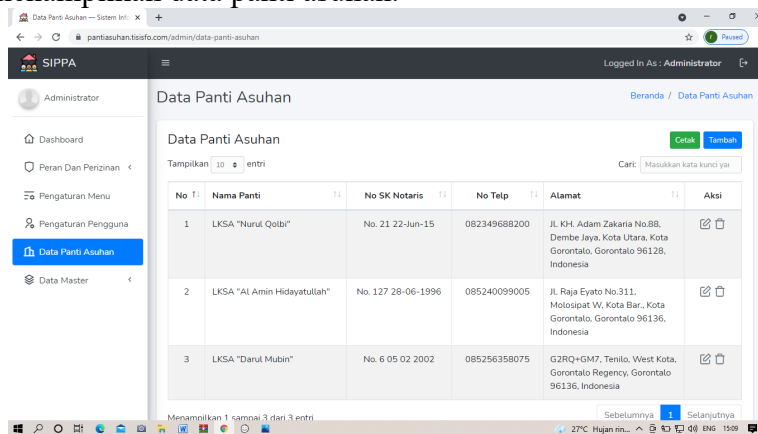 menampilkan data panti asuhan.
Data Panti Asuhan — Sistem Info
pantiasuhan.tisisfo.com/admin/data-panti-asuhan
Paused
SIPPA
Logged In As : Administrator
Administrator
Data Panti Asuhan
Beranda / Data Panti Asuhan
Dashboard
Peran Dan Perizinan
Pengaturan Menu
Pengaturan Pengguna
Data Panti Asuhan
Data Master
Data Panti Asuhan
Cetak Tambah
Tampilkan 10 entri
Cari: Masukkan kata kunci yan
No Nama Panti No SK Notaris No Telp Alamat Aksi
1 LKSA "Nurul Qolbi" No. 21 22-Jun-15 082349688200 Jl. KH. Adam Zakaria No.88,
Dembe Jaya, Kota Utara, Kota
Gorontalo, Gorontalo 96128,
Indonesia
2 LKSA "Al Amin Hidayatullah" No. 127 28-06-1996 085240099005 Jl. Raja Eyato No.311,
Molosipat W, Kota Bar., Kota
Gorontalo, Gorontalo 96136,
Indonesia
3 LKSA "Darul Mubin" No. 6 05 02 2002 085256358075 G2RQ+GM7, Tenilo, West Kota,
Gorontalo Regency, Gorontalo
96136, Indonesia
Menampilkan 1 sampai 3 dari 3 entri
Sebelumnya 1 Selanjutnya
27°C Hujan rin... ENG 15:09